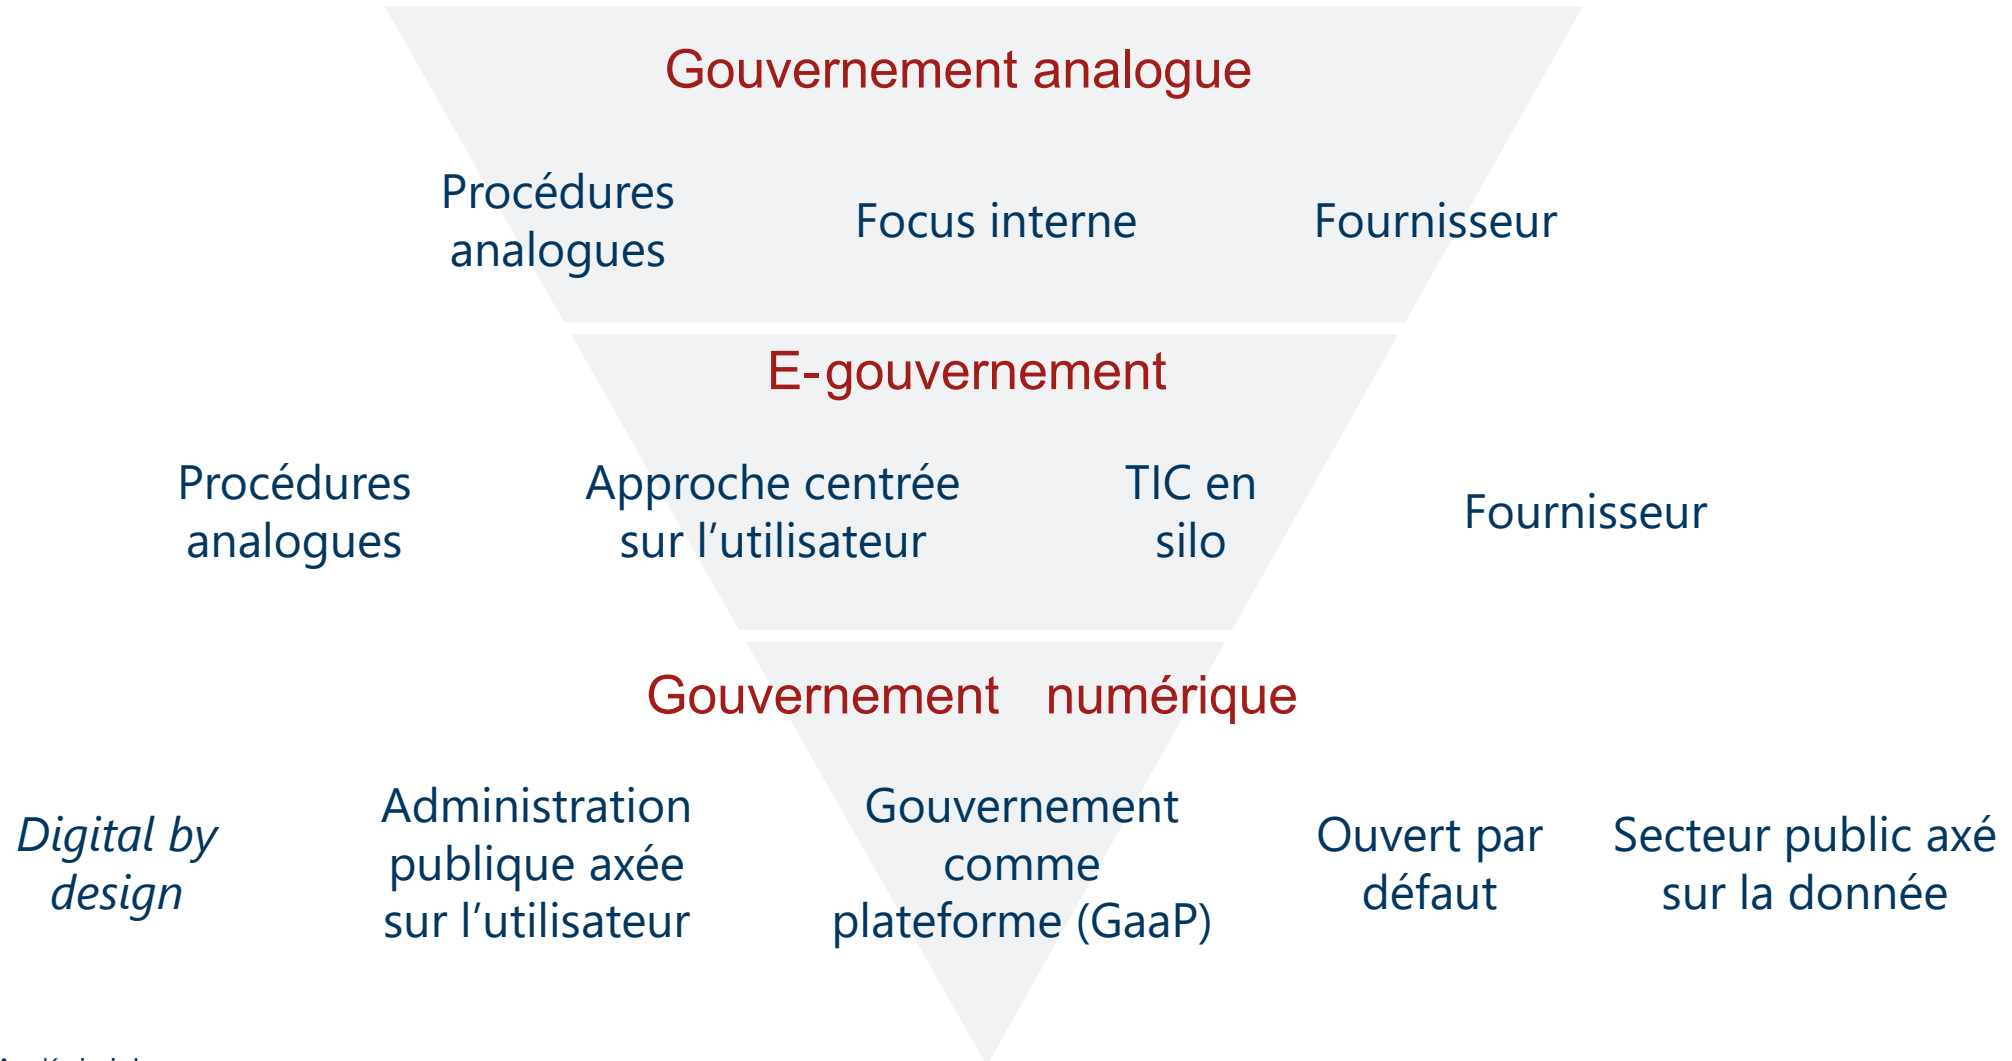 Gouvernement analogue
Procédures
analogues
Focus interne
Fournisseur
E-gouvernement
Procédures
analogues
Approche centrée
sur l’utilisateur
TIC en
silo
Fournisseur
Gouvernement numérique
Digital by
design
Administration
publique axée
sur l’utilisateur
Gouvernement
comme
plateforme (GaaP)
Ouvert par
défaut
Secteur public axé
sur la donnée